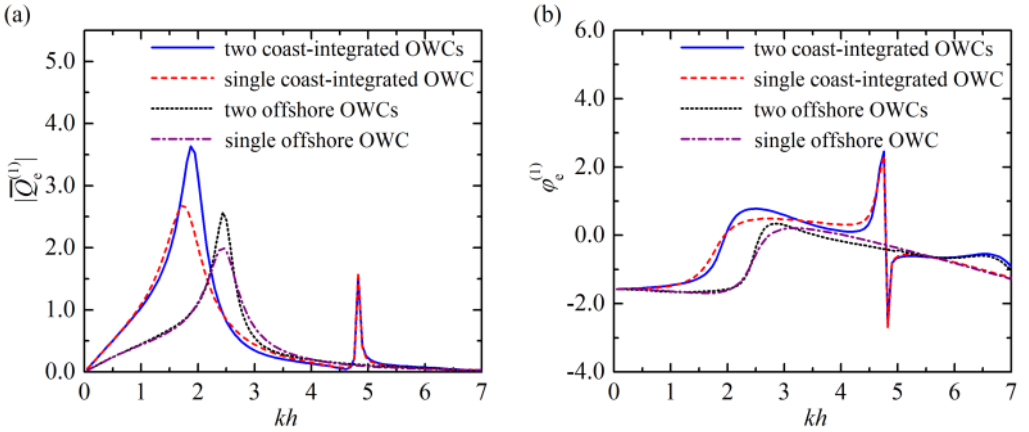 (a)
5.0
4.0
3.0
2.0
1.0
0.0
|Q̅ₑ⁽¹⁾|
two coast-integrated OWCs
single coast-integrated OWC
two offshore OWCs
single offshore OWC
0 1 2 3 4 5 6 7
kh
(b)
6.0
4.0
2.0
0.0
-2.0
-4.0
φₑ⁽¹⁾
two coast-integrated OWCs
single coast-integrated OWC
two offshore OWCs
single offshore OWC
0 1 2 3 4 5 6 7
kh